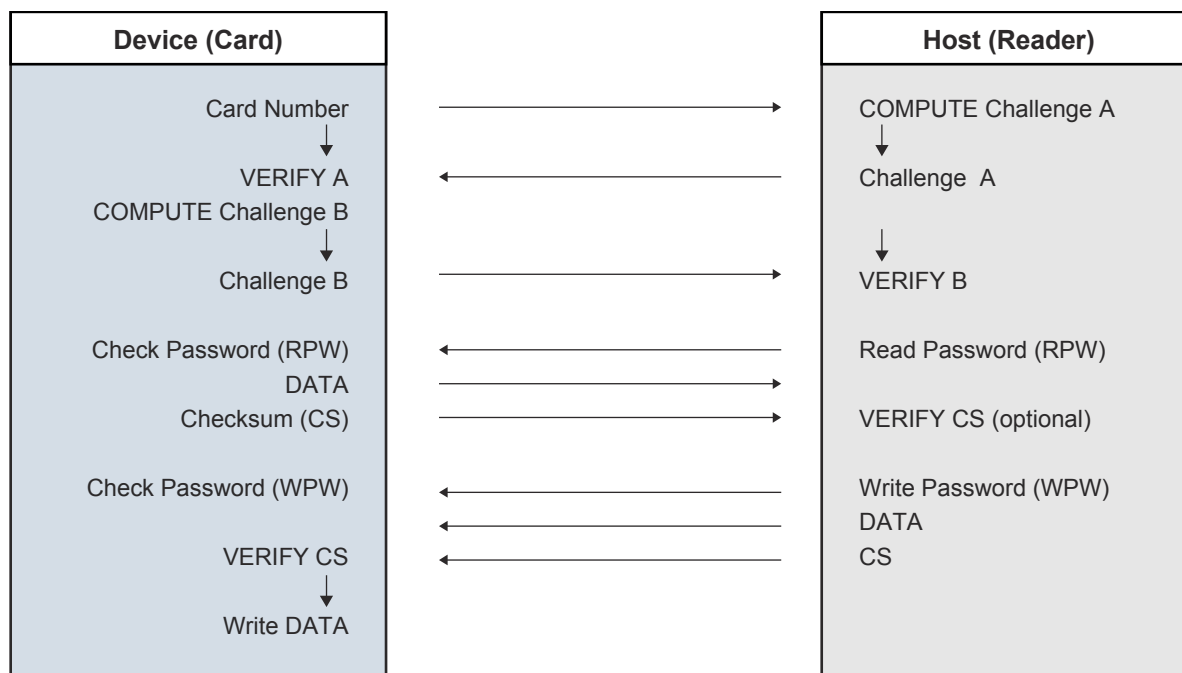 Device (Card)
Host (Reader)
Card Number
COMPUTE Challenge A
VERIFY A
Challenge A
COMPUTE Challenge B
Challenge B
VERIFY B
Check Password (RPW)
Read Password (RPW)
DATA
Checksum (CS)
VERIFY CS (optional)
Check Password (WPW)
Write Password (WPW)
DATA
VERIFY CS
CS
Write DATA